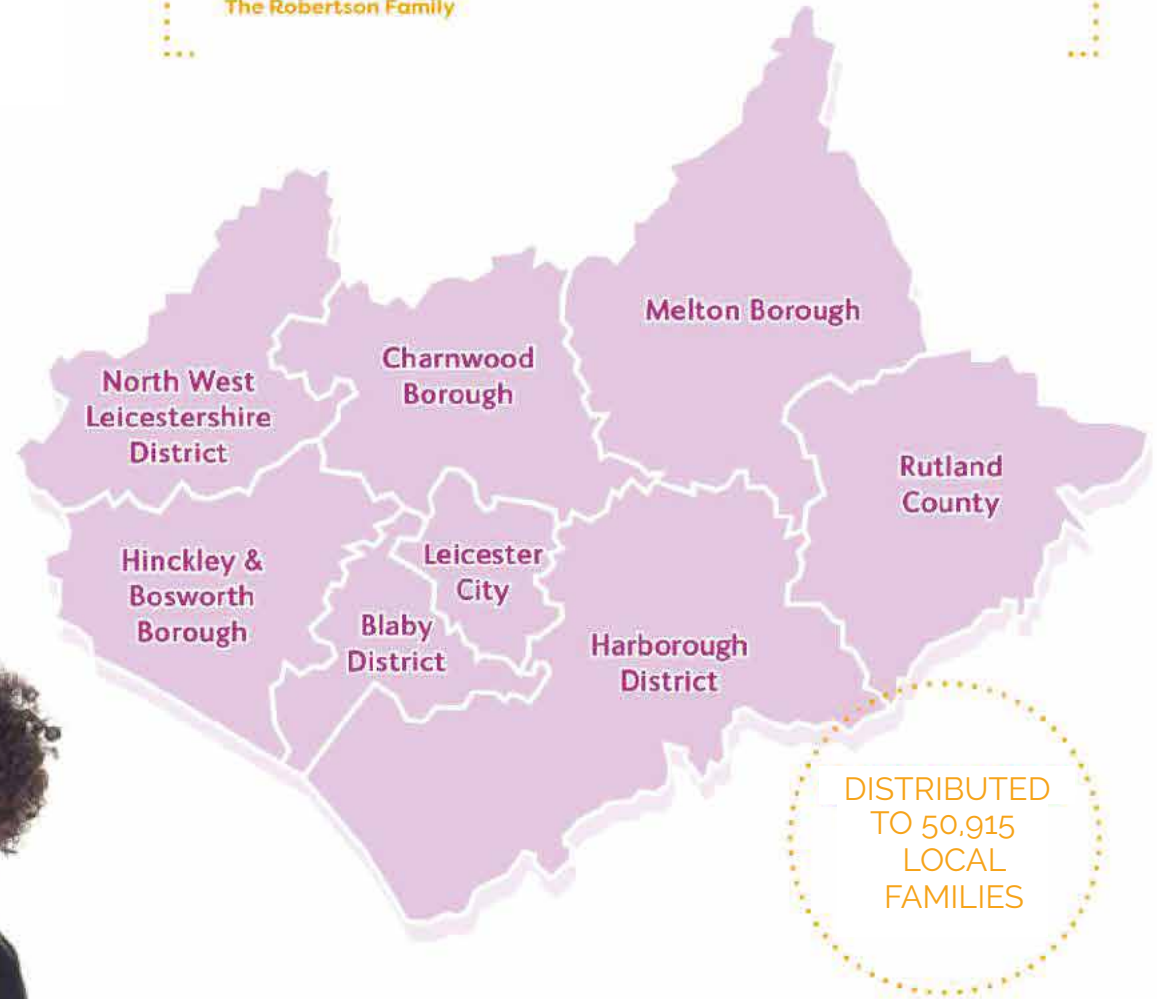 The Robertson Family
Melton Borough
Charnwood
Borough
North West
Leicestershire
District
Rutland
County
Hinckley &
Bosworth
Borough
Leicester
City
Blaby
District
Harborough
District
DISTRIBUTED
TO 50,915
LOCAL
FAMILIES